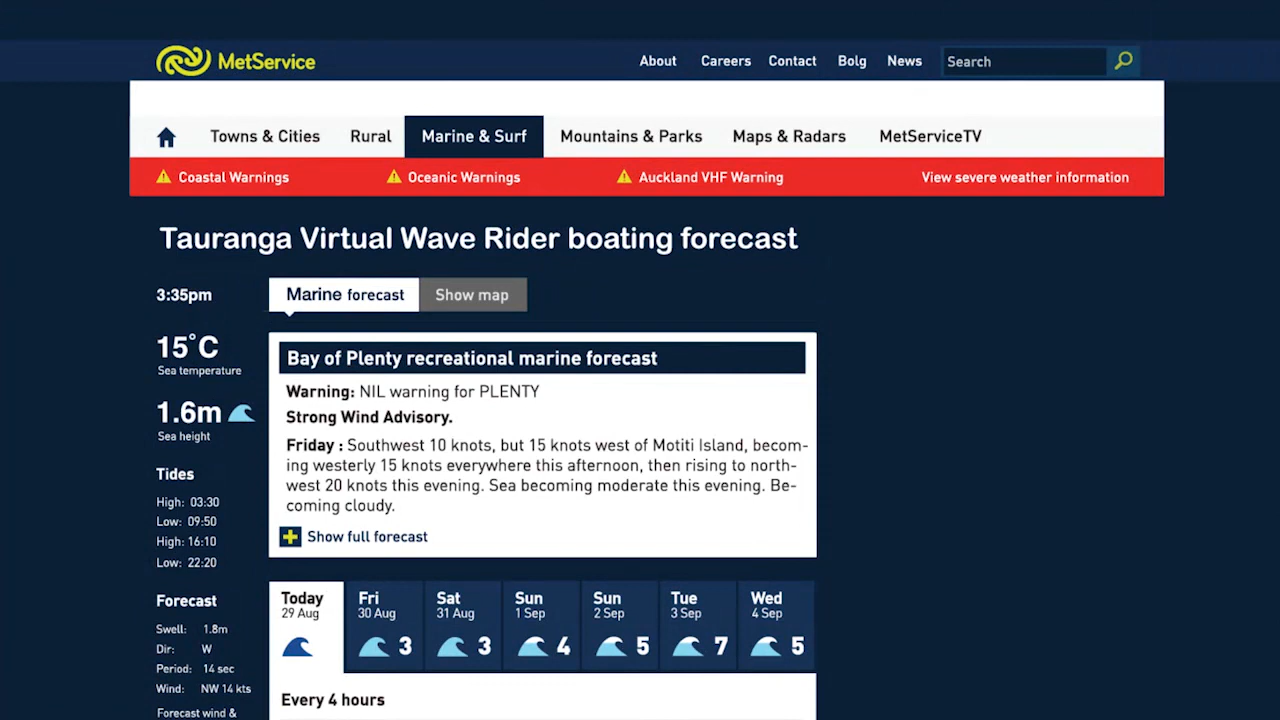 MetService
About Careers Contact Bolg News Search
Towns & Cities Rural Marine & Surf Mountains & Parks Maps & Radars MetServiceTV
Coastal Warnings Oceanic Warnings Auckland VHF Warning View severe weather information
Tauranga Virtual Wave Rider boating forecast
3:35pm
Marine forecast Show map
15°C
Sea temperature
1.6m
Sea height
Tides
High: 03:30
Low: 09:50
High: 16:10
Low: 22:20
Forecast
Swell: 1.8m
Dir: W
Period: 14 sec
Wind: NW 14 kts
Forecast wind &
Bay of Plenty recreational marine forecast
Warning: NIL warning for PLENTY
Strong Wind Advisory.
Friday : Southwest 10 knots, but 15 knots west of Motiti Island, becom-
ing westerly 15 knots everywhere this afternoon, then rising to north-
west 20 knots this evening. Sea becoming moderate this evening. Be-
coming cloudy.
Show full forecast
Today Fri Sat Sun Sun Tue Wed
29 Aug 30 Aug 31 Aug 1 Sep 2 Sep 3 Sep 4 Sep
3 3 4 5 7 5
Every 4 hours